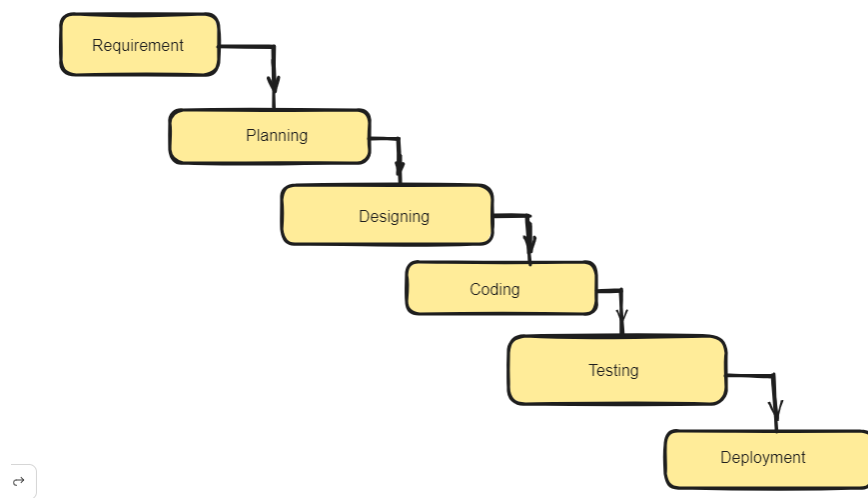 Requirement
Planning
Designing
Coding
Testing
Deployment